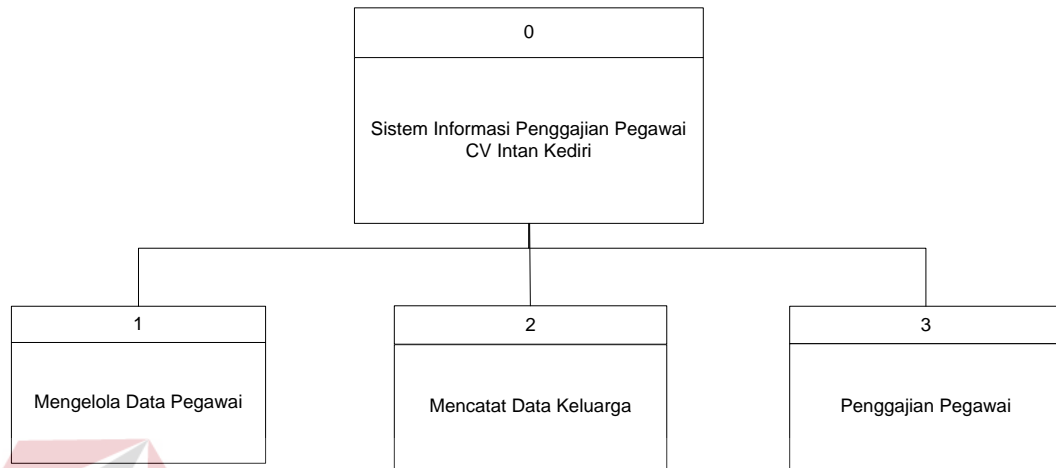 0
Sistem Informasi Penggajian Pegawai
CV Intan Kediri
1
Mengelola Data Pegawai
2
Mencatat Data Keluarga
3
Penggajian Pegawai